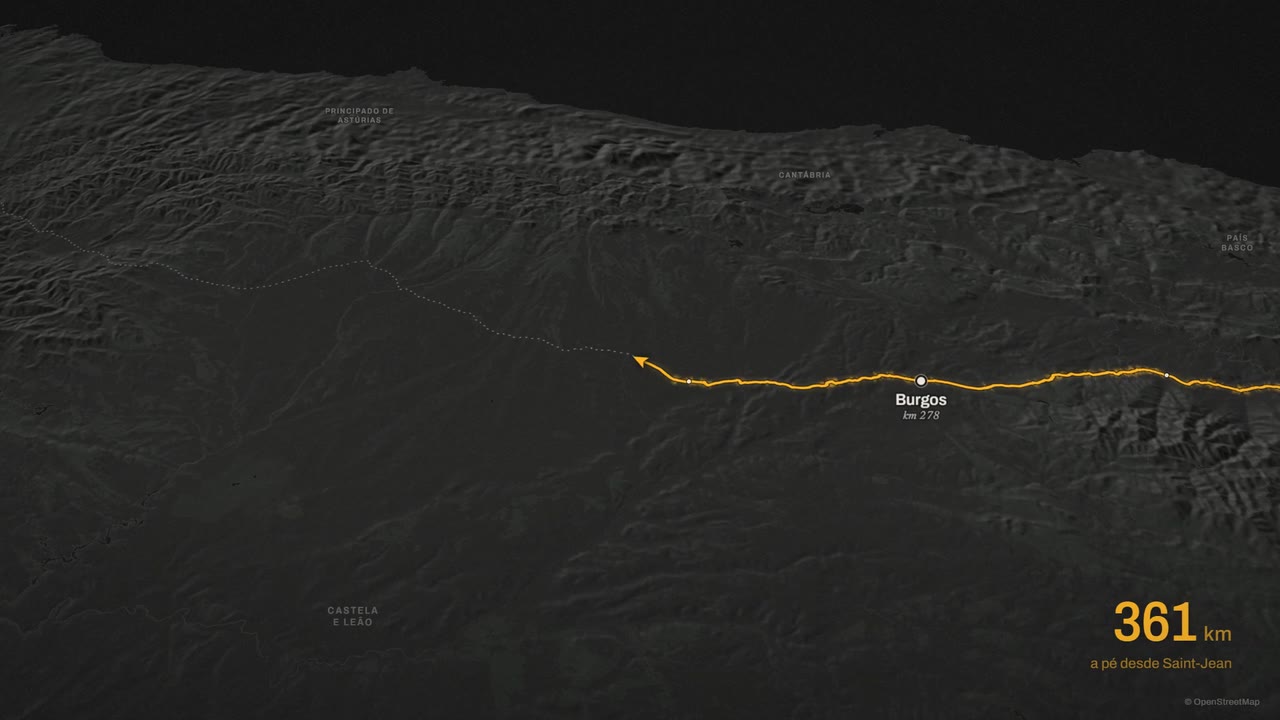 PRINCIPADO DE
ASTÚRIAS
CANTÁBRIA
PAÍS
BASCO
Burgos
km 278
CASTELA
E LEÃO
361 km
a pé desde Saint-Jean
© OpenStreetMap